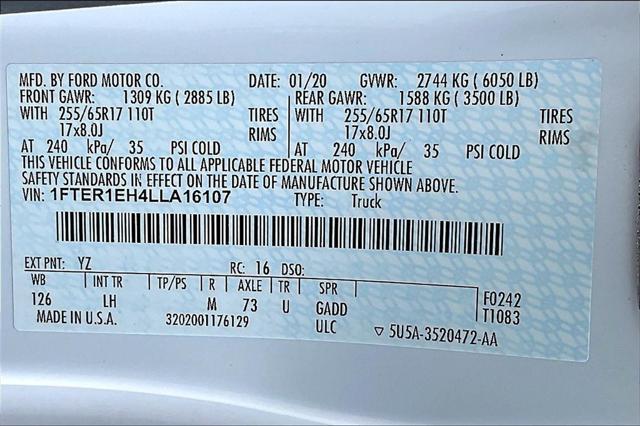 MFD. BY FORD MOTOR CO. DATE: 01/20 GVWR: 2744 KG ( 6050 LB)
FRONT GAWR: 1309 KG ( 2885 LB) REAR GAWR: 1588 KG ( 3500 LB)
WITH 255/65R17 110T TIRES WITH 255/65R17 110T TIRES
17x8.0J RIMS 17x8.0J RIMS
AT 240 kPa/ 35 PSI COLD AT 240 kPa/ 35 PSI COLD
THIS VEHICLE CONFORMS TO ALL APPLICABLE FEDERAL MOTOR VEHICLE
SAFETY STANDARDS IN EFFECT ON THE DATE OF MANUFACTURE SHOWN ABOVE.
VIN: 1FTER1EH4LLA16107 TYPE: Truck
EXT PNT: YZ RC: 16 DSO:
WB INT TR TP/PS R AXLE TR SPR F0242
126 LH M 73 U GADD T1083
MADE IN U.S.A. 3202001176129 ULC ▽ 5U5A-3520472-AA